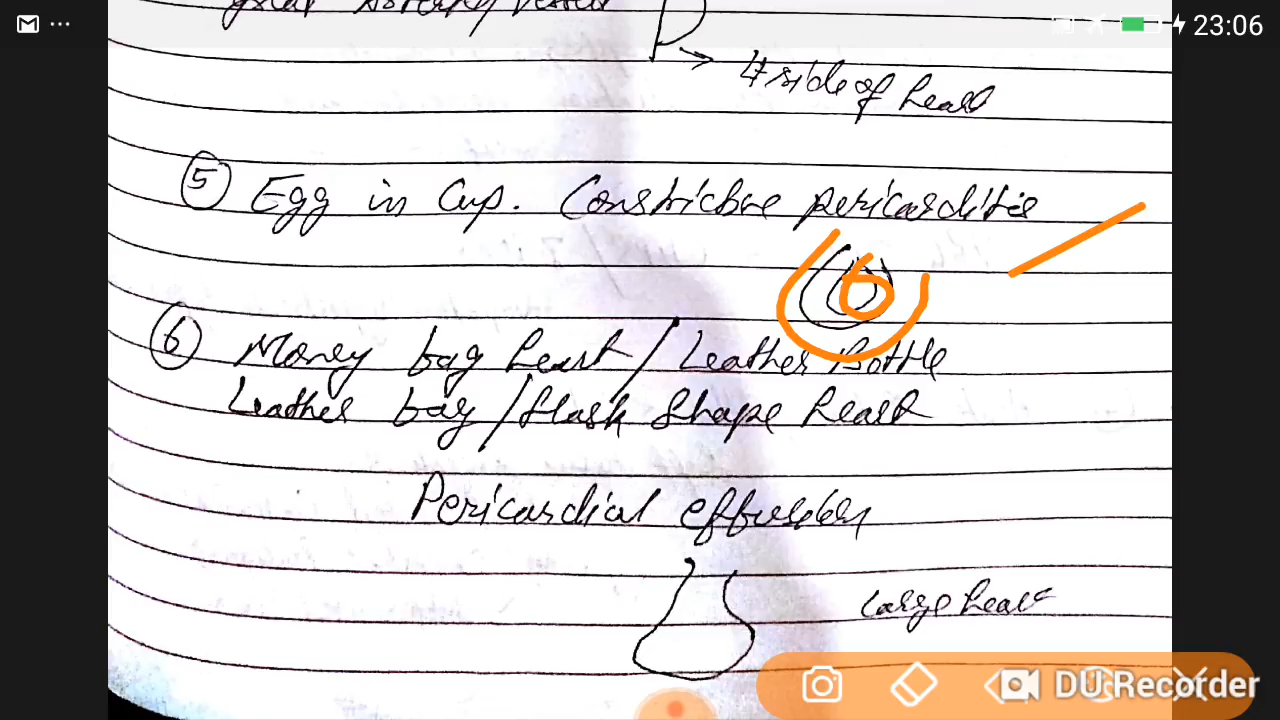 23:06
great
4 side of heart
⑤ Egg in Cup. Constrictive pericarditis
⑥ Money bag heart / Leather Bottle
Leather bag / flask shape heart
Pericardial effusion
Large heart
DU Recorder